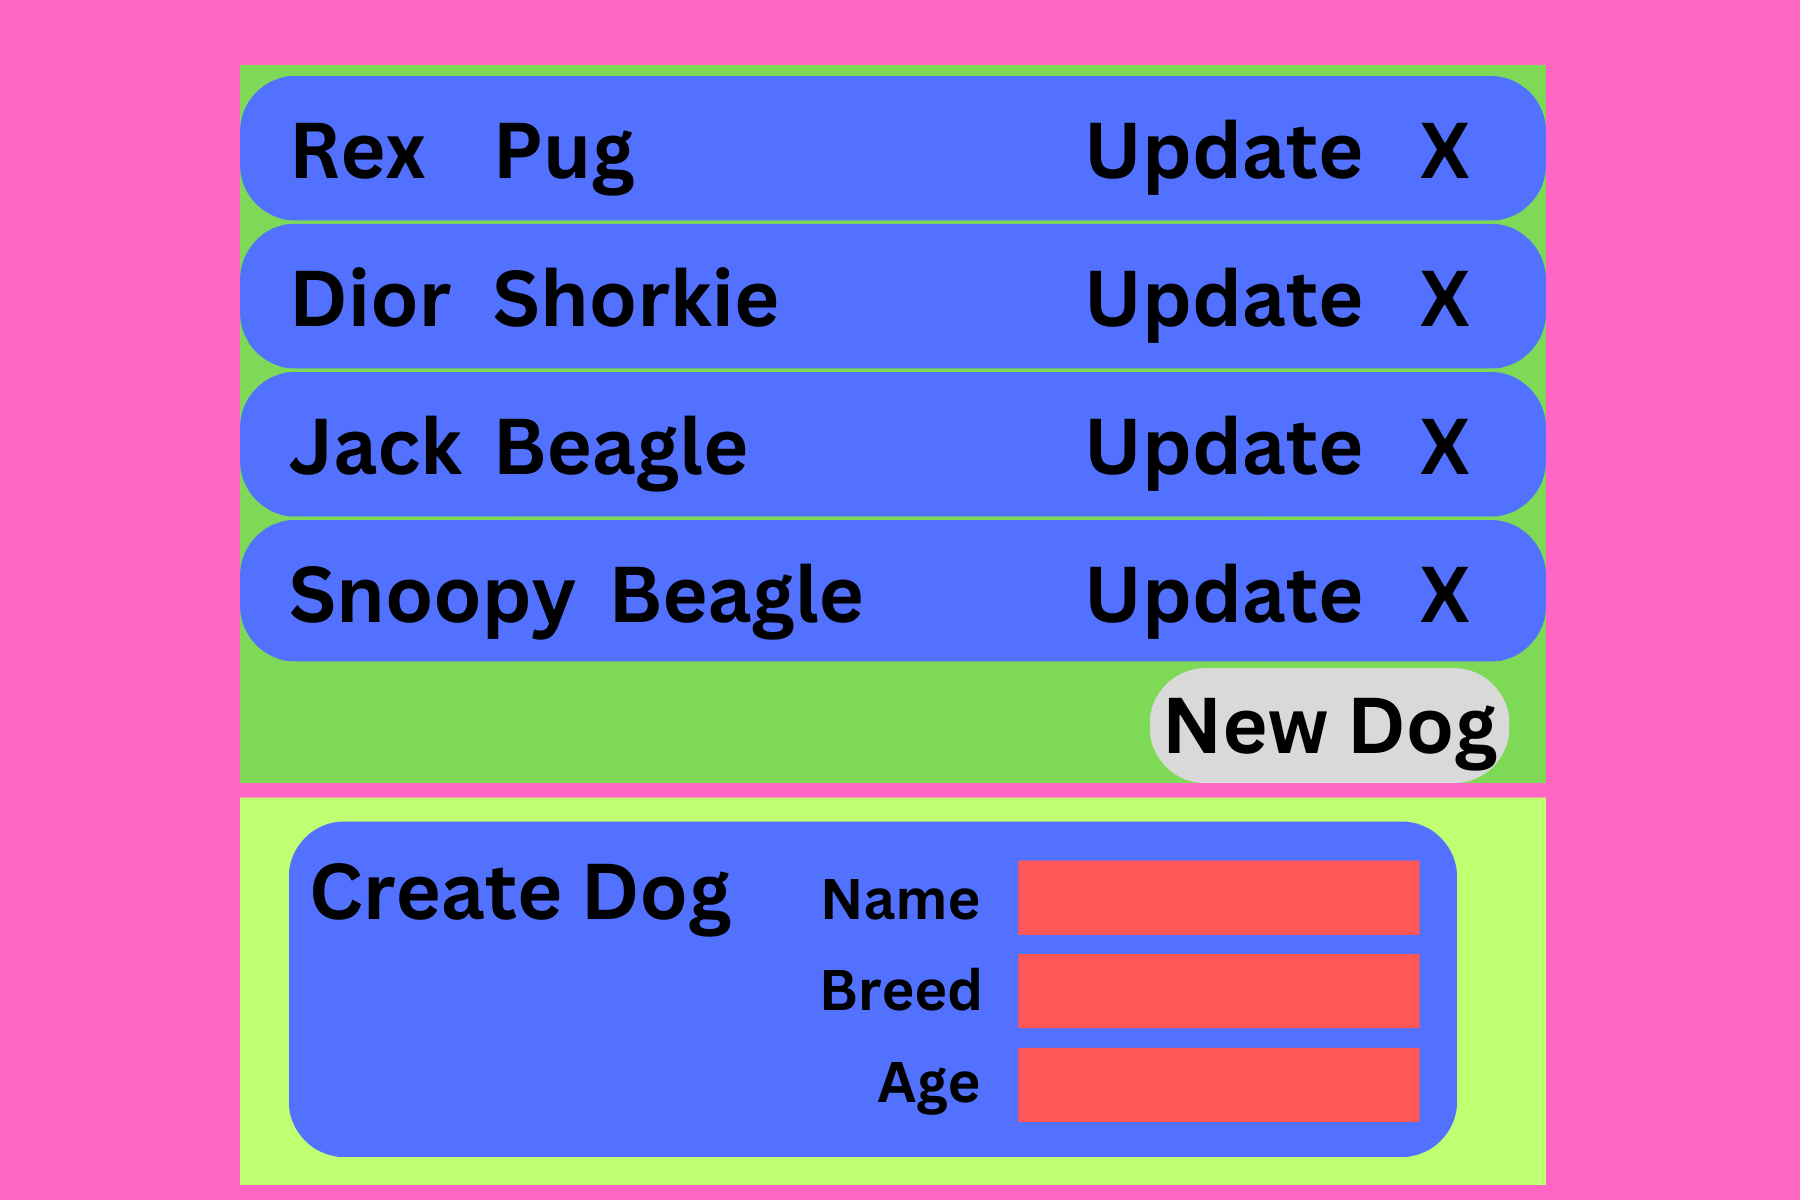 Rex Pug Update X
Dior Shorkie Update X
Jack Beagle Update X
Snoopy Beagle Update X
New Dog
Create Dog
Name
Breed
Age